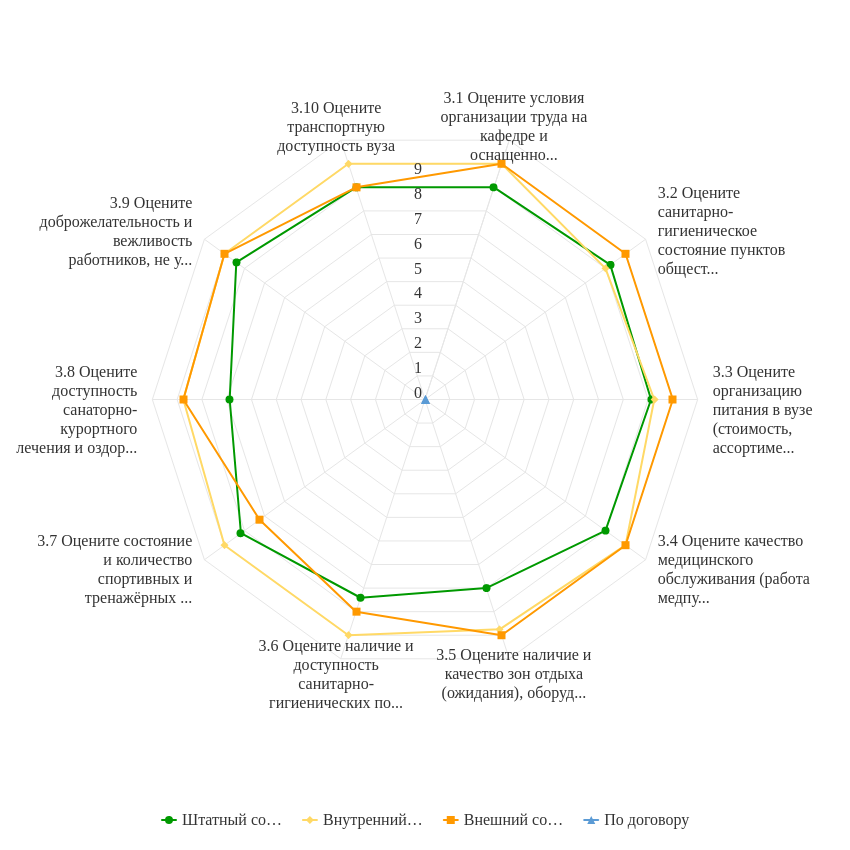 3.10 Оцените
транспортную
доступность вуза
3.1 Оцените условия
организации труда на
кафедре и
оснащенно...
3.9 Оцените
доброжелательность и
вежливость
работников, не у...
3.2 Оцените
санитарно-
гигиеническое
состояние пунктов
общест...
9
8
7
6
5
4
3
2
1
0
3.8 Оцените
доступность
санаторно-
курортного
лечения и оздор...
3.3 Оцените
организацию
питания в вузе
(стоимость,
ассортиме...
3.7 Оцените состояние
и количество
спортивных и
тренажёрных ...
3.4 Оцените качество
медицинского
обслуживания (работа
медпу...
3.6 Оцените наличие и
доступность
санитарно-
гигиенических по...
3.5 Оцените наличие и
качество зон отдыха
(ожидания), оборуд...
Штатный со...
Внутренний...
Внешний со...
По договору